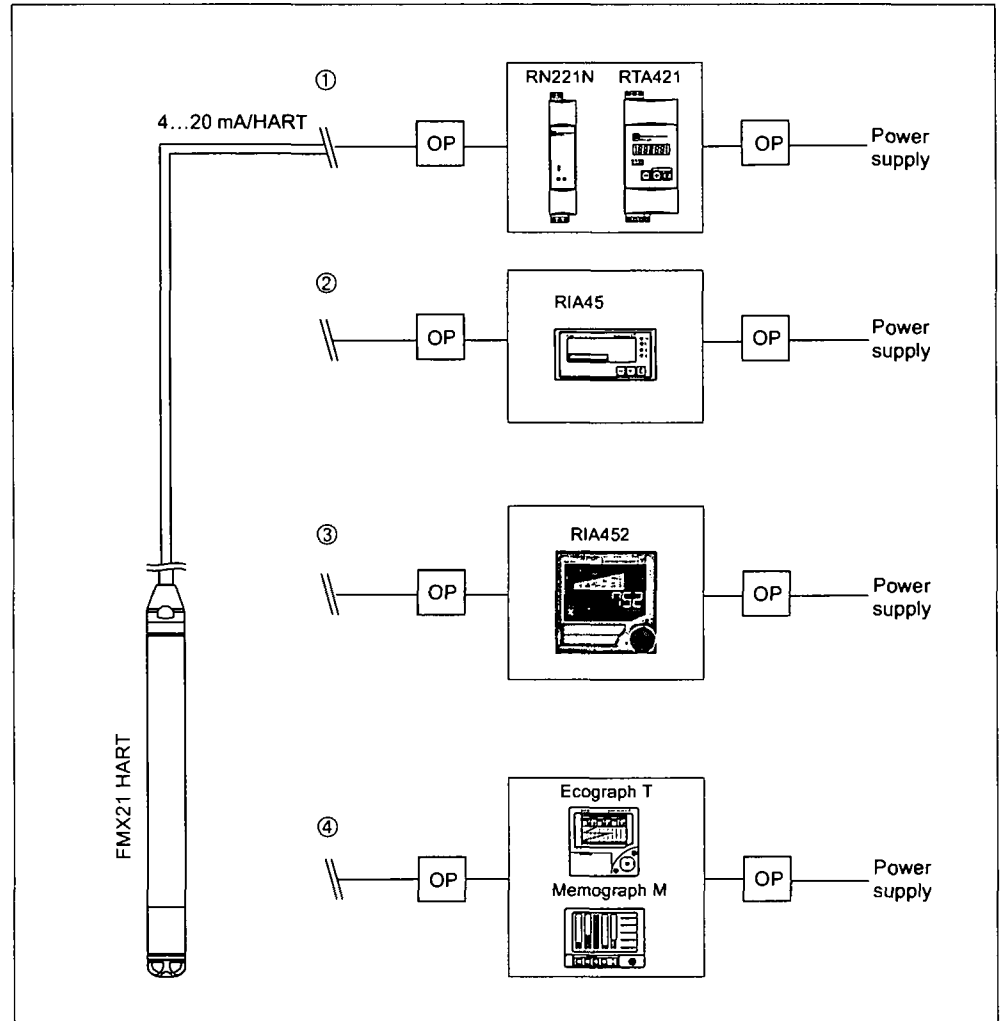 ①
4...20 mA/HART
OP
RN221N
RTA421
OP
Power
supply
②
OP
RIA45
OP
Power
supply
③
OP
RIA452
752
OP
Power
supply
FMX21 HART
④
OP
Ecograph T
Memograph M
OP
Power
supply